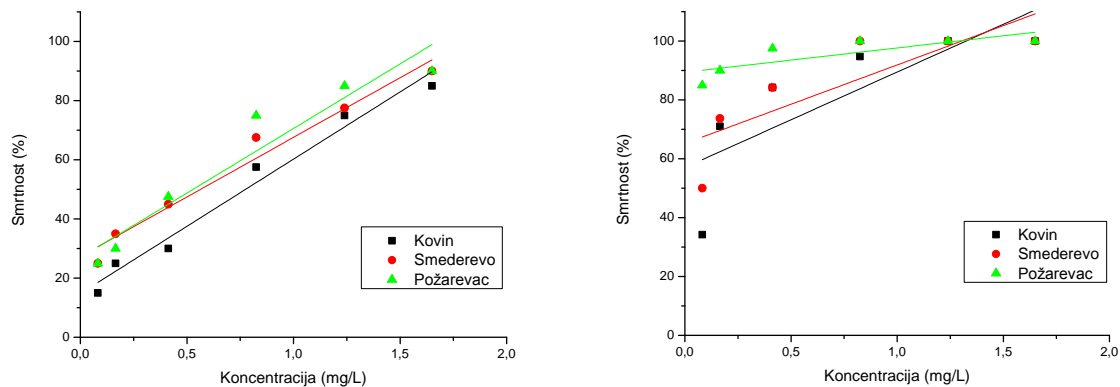 100
80
60
40
20
0
Smrtnost (%)
Kovin
Smederevo
Požarevac
0,0 0,5 1,0 1,5 2,0
Koncentracija (mg/L)
100
80
60
40
20
0
Smrtnost (%)
Kovin
Smederevo
Požarevac
0,0 0,5 1,0 1,5 2,0
Koncentracija (mg/L)